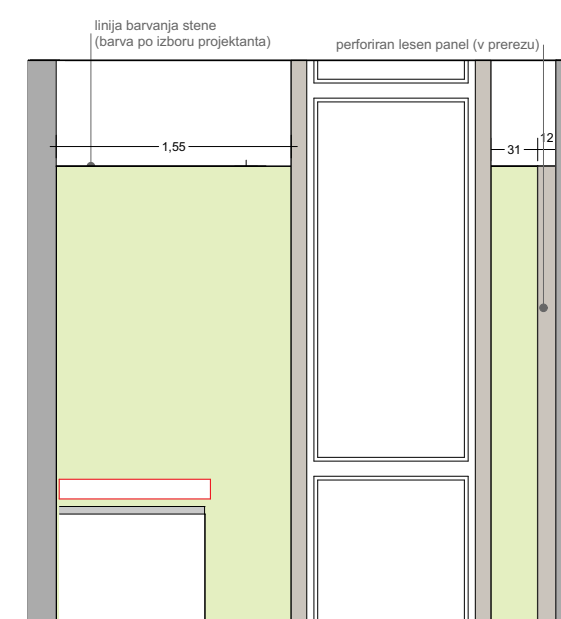 linija barvanja stene
(barva po izboru projektanta)
perforiran lesen panel (v prerezu)
1,55
31
12